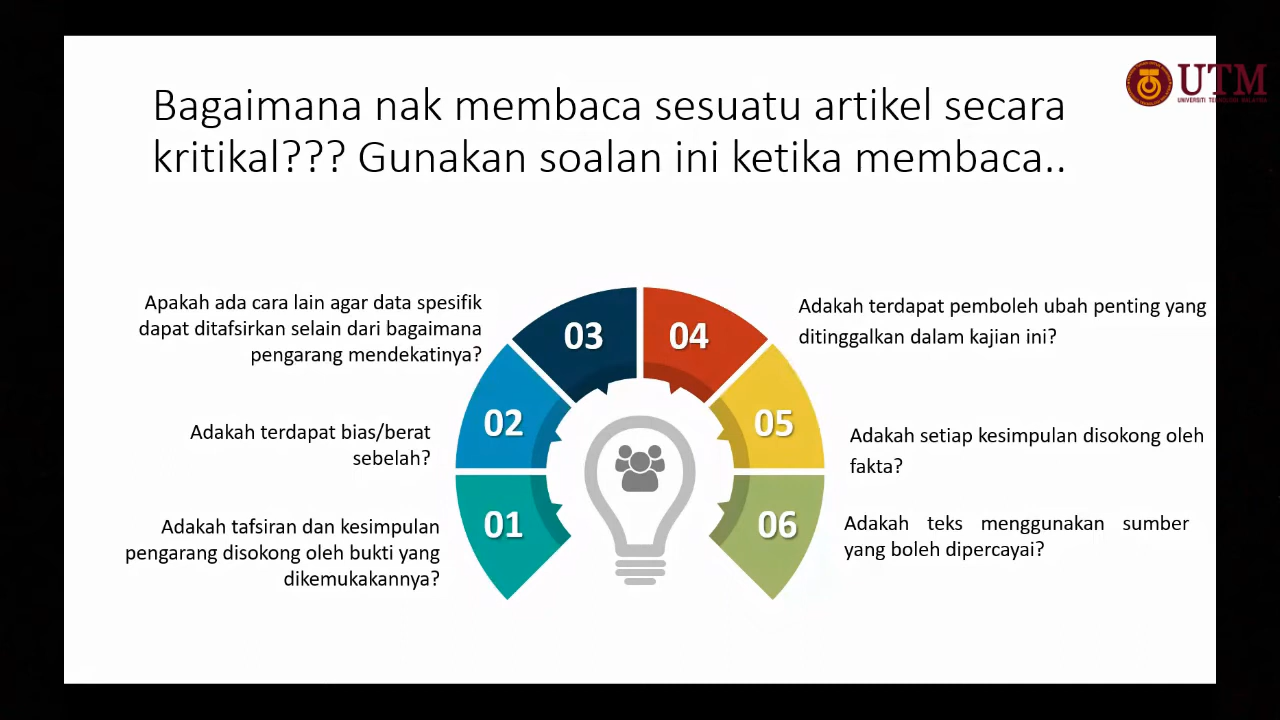 Bagaimana nak membaca sesuatu artikel secara
kritikal??? Gunakan soalan ini ketika membaca..
UTM
UNIVERSITI TEKNOLOGI MALAYSIA
Apakah ada cara lain agar data spesifik
dapat ditafsirkan selain dari bagaimana
pengarang mendekatinya?
03
04
Adakah terdapat pemboleh ubah penting yang
ditinggalkan dalam kajian ini?
Adakah terdapat bias/berat
sebelah?
02
05
Adakah setiap kesimpulan disokong oleh
fakta?
Adakah tafsiran dan kesimpulan
pengarang disokong oleh bukti yang
dikemukakannya?
01
06
Adakah teks menggunakan sumber
yang boleh dipercayai?